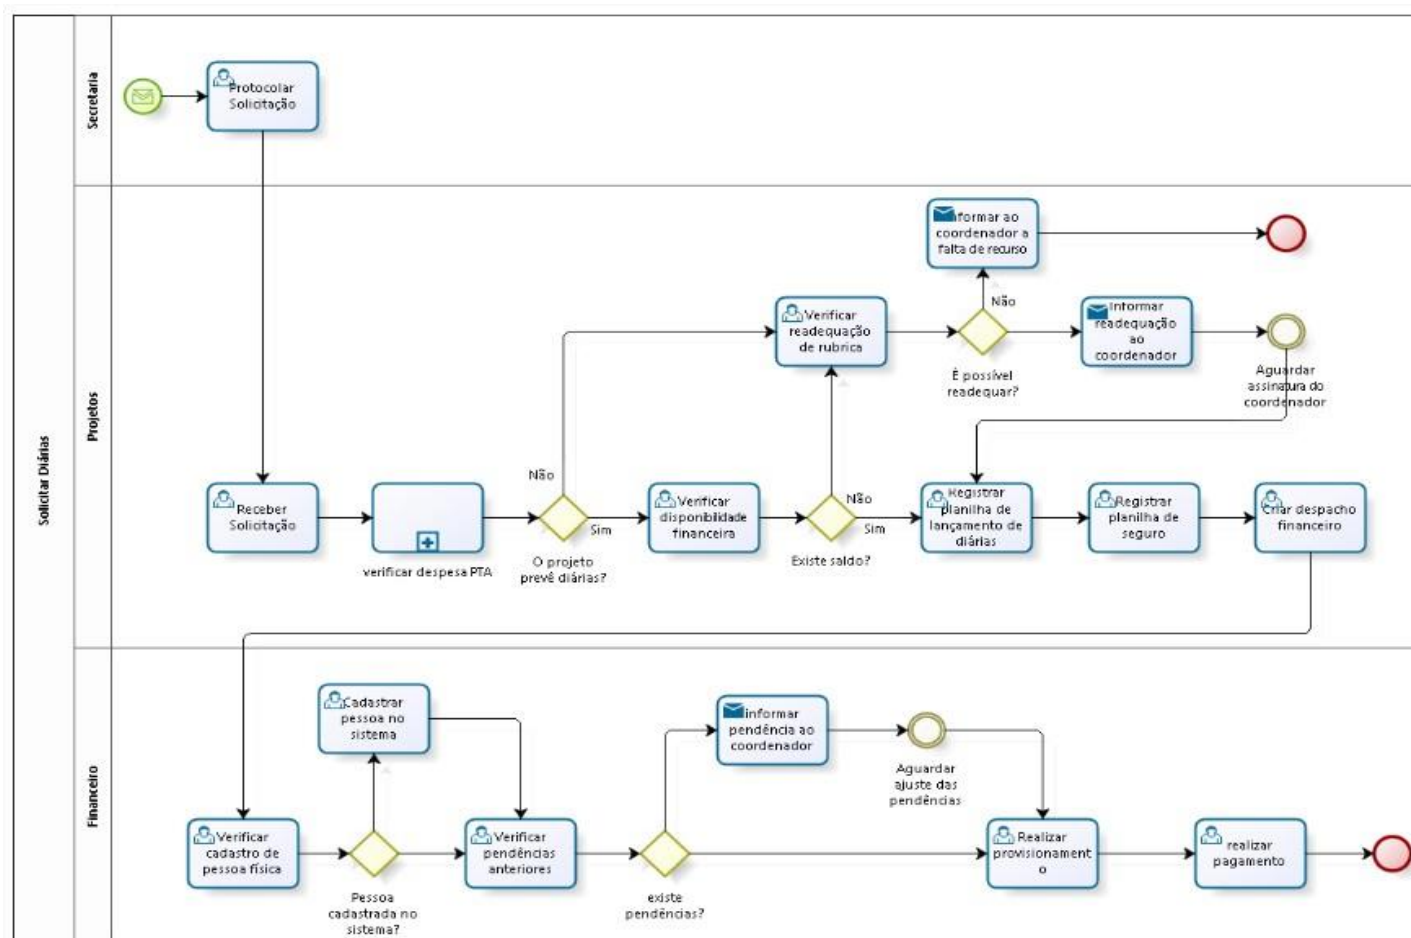 Solicitar Diárias
Secretaria
Protocolar
Solicitação
Projetos
nformar ao
coordenador a
falta de recurso
Não
Verificar
readequação
de rubrica
É possível
readequar?
Informar
readequação
ao
coordenador
Aguardar
assinatura do
coordenador
Receber
Solicitação
verificar despesa PTA
Não
Sim
O projeto
prevê diárias?
Verificar
disponibilidade
financeira
Não
Sim
Existe saldo?
Registrar
planilha de
lançamento de
diárias
Registrar
planilha de
seguro
Criar despacho
financeiro
Financeiro
Cadastrar
pessoa no
sistema
informar
pendência ao
coordenador
Aguardar
ajuste das
pendências
Verificar
cadastro de
pessoa física
Pessoa
cadastrada no
sistema?
Verificar
pendências
anteriores
existe
pendências?
Realizar
provisionament
o
realizar
pagamento